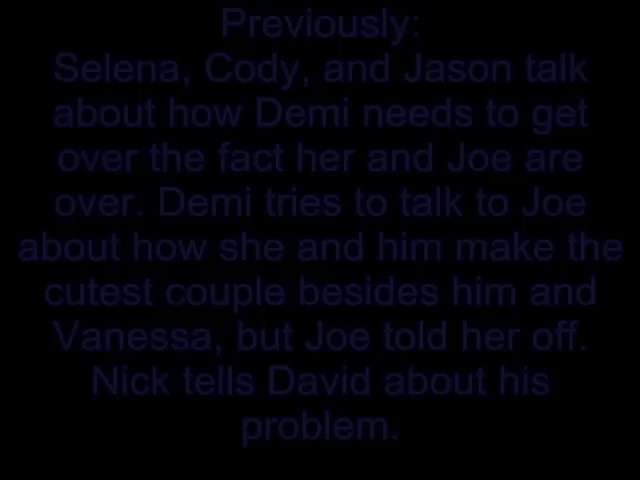 Previously:
Selena, Cody, and Jason talk
about how Demi needs to get
over the fact her and Joe are
over. Demi tries to talk to Joe
about how she and him make the
cutest couple besides him and
Vanessa, but Joe told her off.
Nick tells David about his
problem.